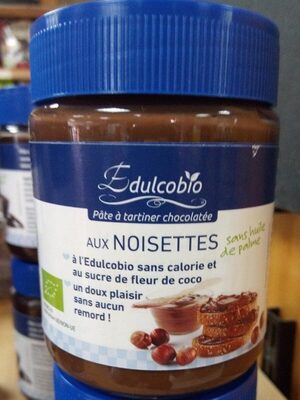 Edulcobio
Pâte à tartiner chocolatée
AUX NOISETTES
sans huile
de palme
à l'Edulcobio sans calorie et
au sucre de fleur de coco
un doux plaisir
sans aucun
remord !